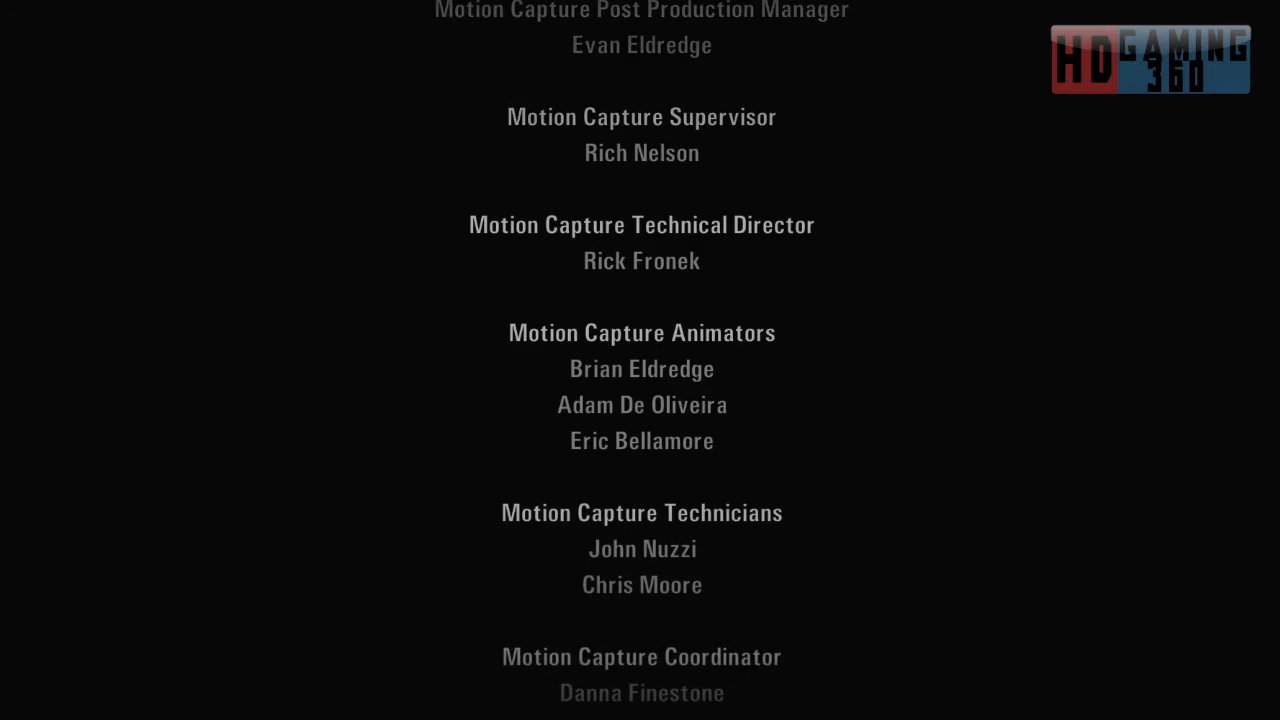 Motion Capture Post Production Manager
Evan Eldredge
HD GAMING 360
Motion Capture Supervisor
Rich Nelson
Motion Capture Technical Director
Rick Fronek
Motion Capture Animators
Brian Eldredge
Adam De Oliveira
Eric Bellamore
Motion Capture Technicians
John Nuzzi
Chris Moore
Motion Capture Coordinator
Danna Finestone